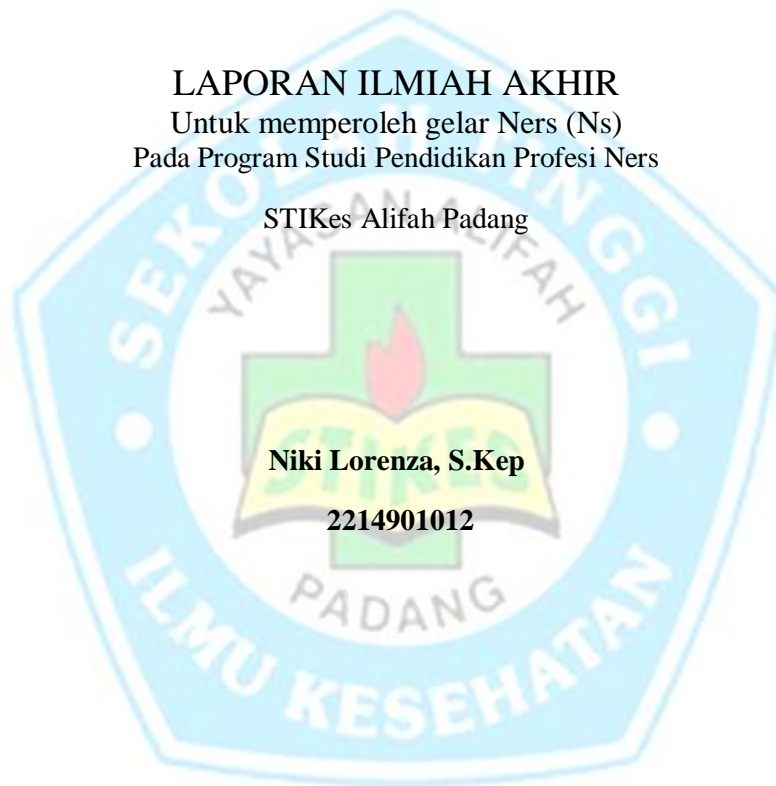 LAPORAN ILMIAH AKHIR
Untuk memperoleh gelar Ners (Ns)
Pada Program Studi Pendidikan Profesi Ners
STIKes Alifah Padang
SEKOLAH TINGGI
YAYASAN ALIFAH
STIKES
Niki Lorenza, S.Kep
2214901012
PADANG
ILMU KESEHATAN